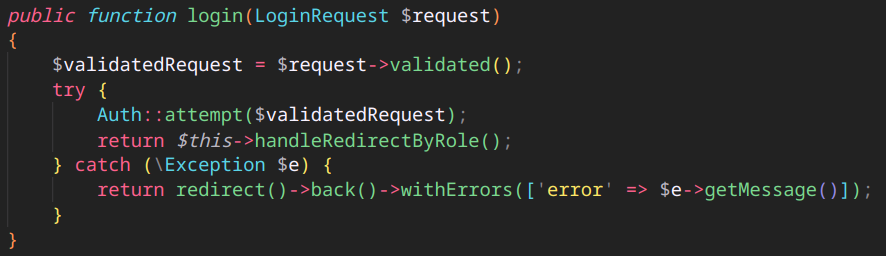 public function login(LoginRequest $request)
{
    $validatedRequest = $request->validated();
    try {
        Auth::attempt($validatedRequest);
        return $this->handleRedirectByRole();
    } catch (\Exception $e) {
        return redirect()->back()->withErrors(['error' => $e->getMessage()]);
    }
}